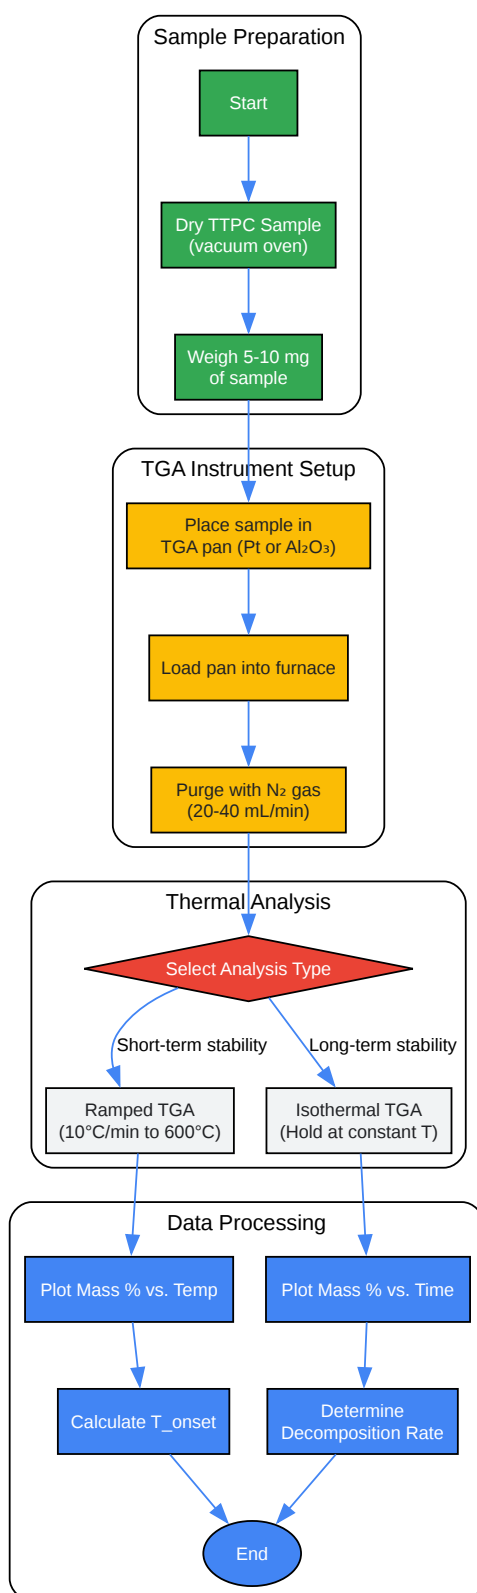 Sample Preparation
Start
Dry TTPC Sample
(vacuum oven)
Weigh 5-10 mg
of sample
TGA Instrument Setup
Place sample in
TGA pan (Pt or Al₂O₃)
Load pan into furnace
Purge with N₂ gas
(20-40 mL/min)
Thermal Analysis
Select Analysis Type
Short-term stability
Long-term stability
Ramped TGA
(10°C/min to 600°C)
Isothermal TGA
(Hold at constant T)
Data Processing
Plot Mass % vs. Temp
Plot Mass % vs. Time
Calculate T_onset
Determine
Decomposition Rate
End